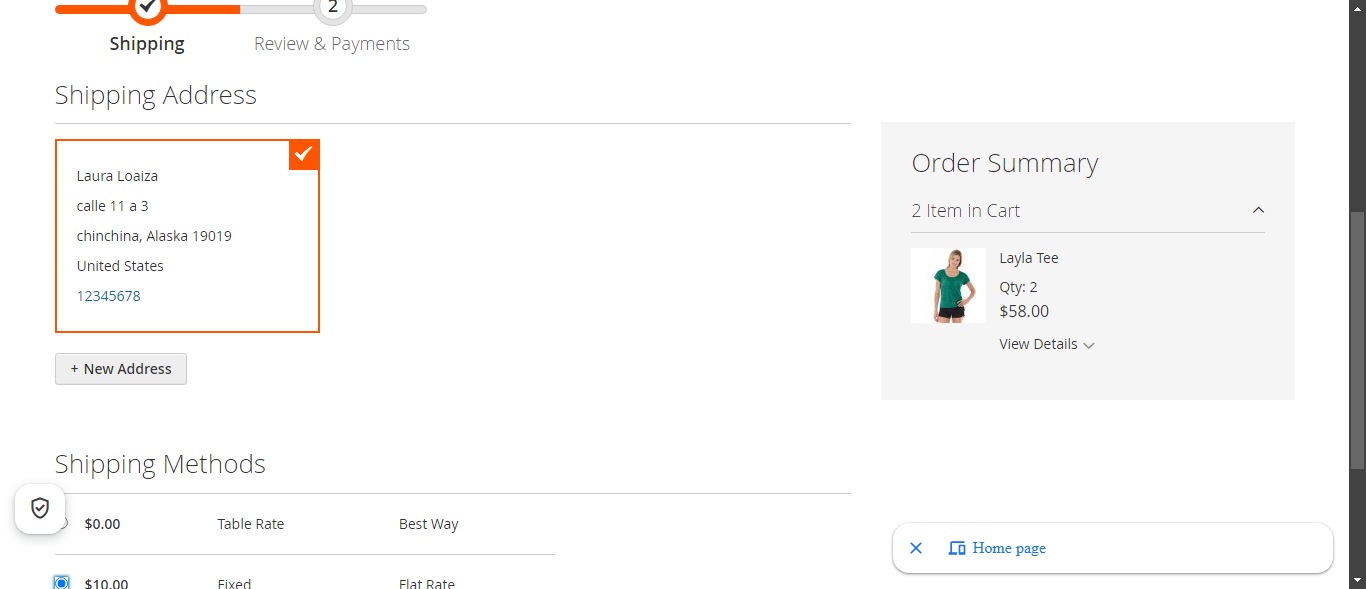 2
Shipping
Review & Payments
Shipping Address
Laura Loaiza
calle 11 a 3
chinchina, Alaska 19019
United States
12345678
+ New Address
Order Summary
2 Item in Cart
Layla Tee
Qty: 2
$58.00
View Details
Shipping Methods
$0.00 Table Rate Best Way
$10.00 Fixed Flat Rate
Home page